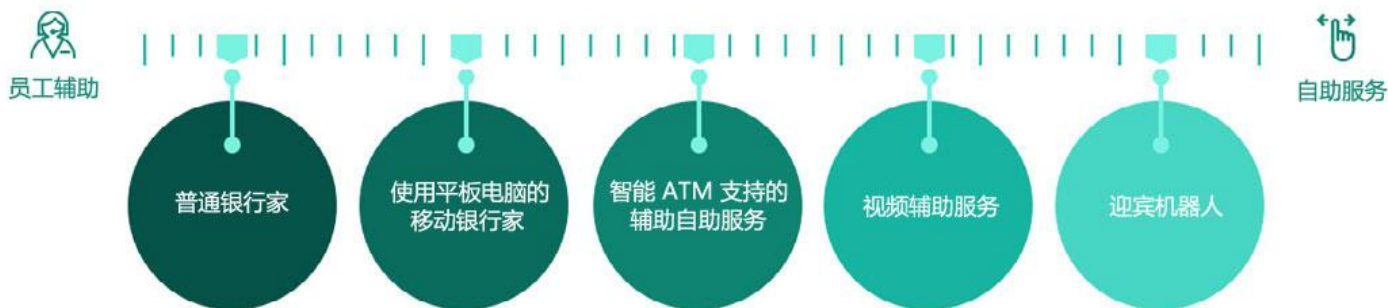 员工辅助
自助服务
普通银行家
使用平板电脑的
移动银行家
智能 ATM 支持的
辅助自助服务
视频辅助服务
迎宾机器人